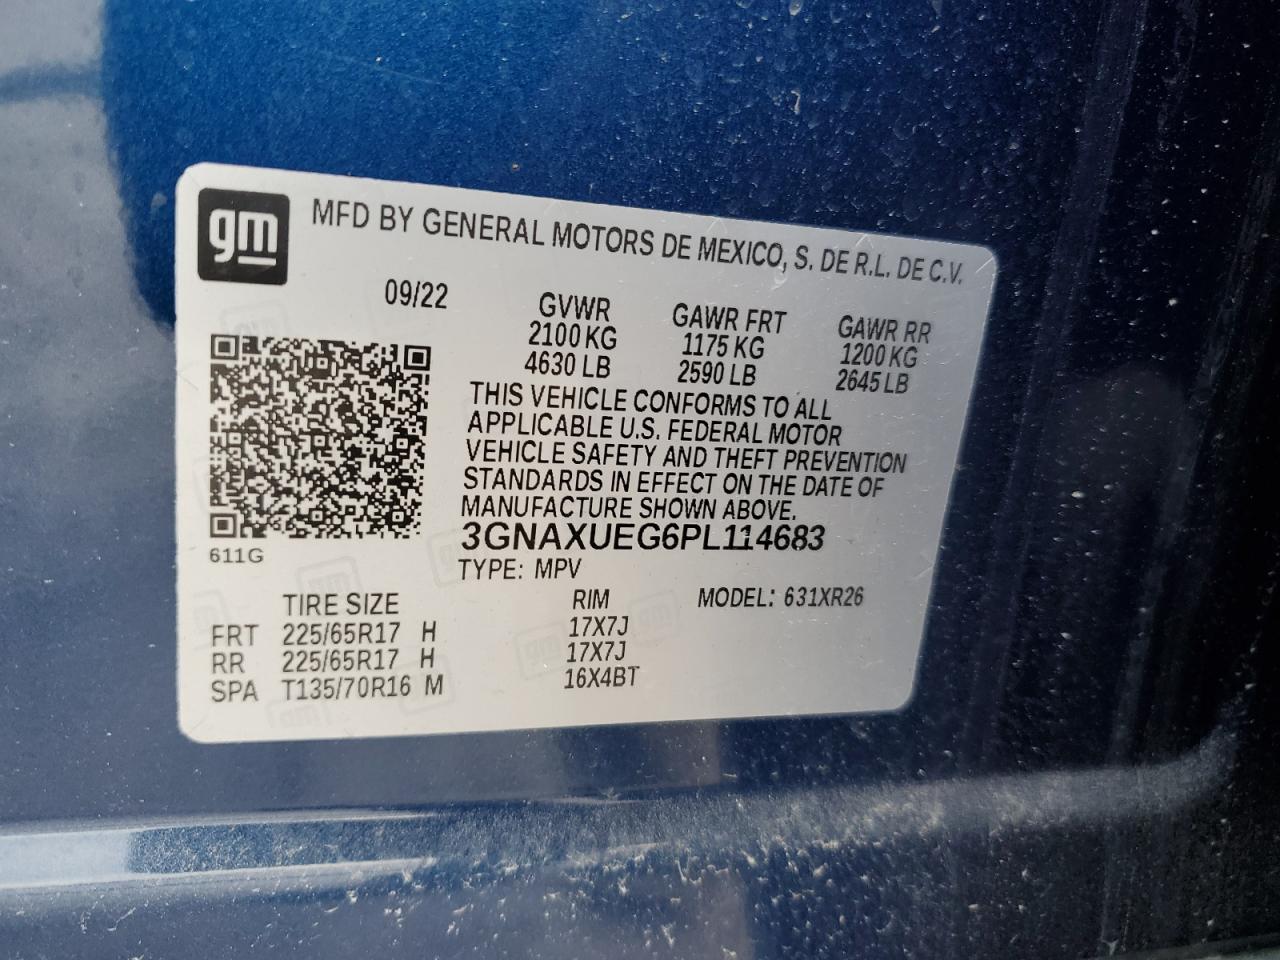 gm
MFD BY GENERAL MOTORS DE MEXICO, S. DE R.L. DE C.V.
09/22
GVWR
2100 KG
4630 LB
GAWR FRT
1175 KG
2590 LB
GAWR RR
1200 KG
2645 LB
THIS VEHICLE CONFORMS TO ALL
APPLICABLE U.S. FEDERAL MOTOR
VEHICLE SAFETY AND THEFT PREVENTION
STANDARDS IN EFFECT ON THE DATE OF
MANUFACTURE SHOWN ABOVE.
3GNAXUEG6PL114683
611G
TYPE: MPV
TIRE SIZE RIM MODEL: 631XR26
FRT 225/65R17 H 17X7J
RR 225/65R17 H 17X7J
SPA T135/70R16 M 16X4BT